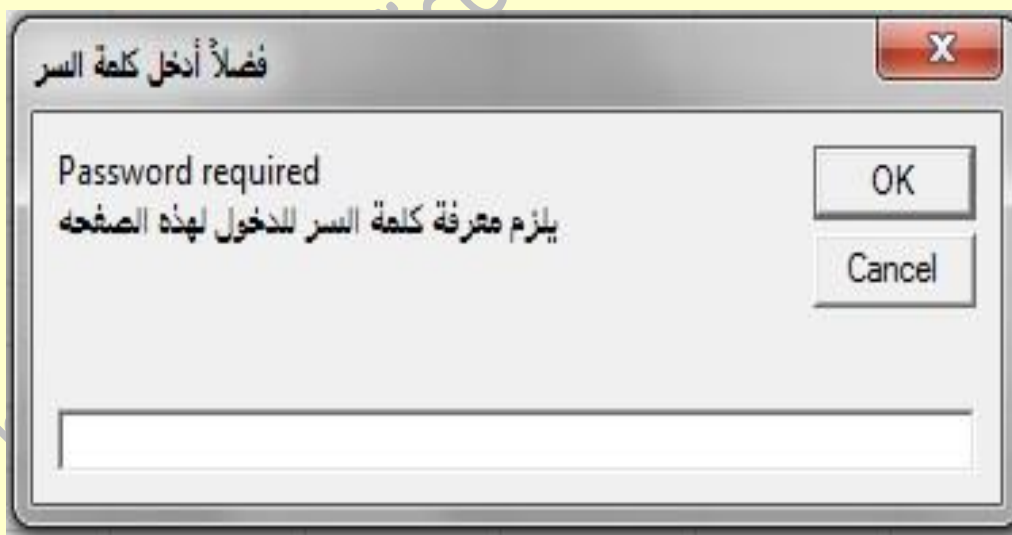 فضلاً أدخل كلمة السر
Password required
يلزم معرفة كلمة السر للدخول لهذه الصفحه
OK
Cancel